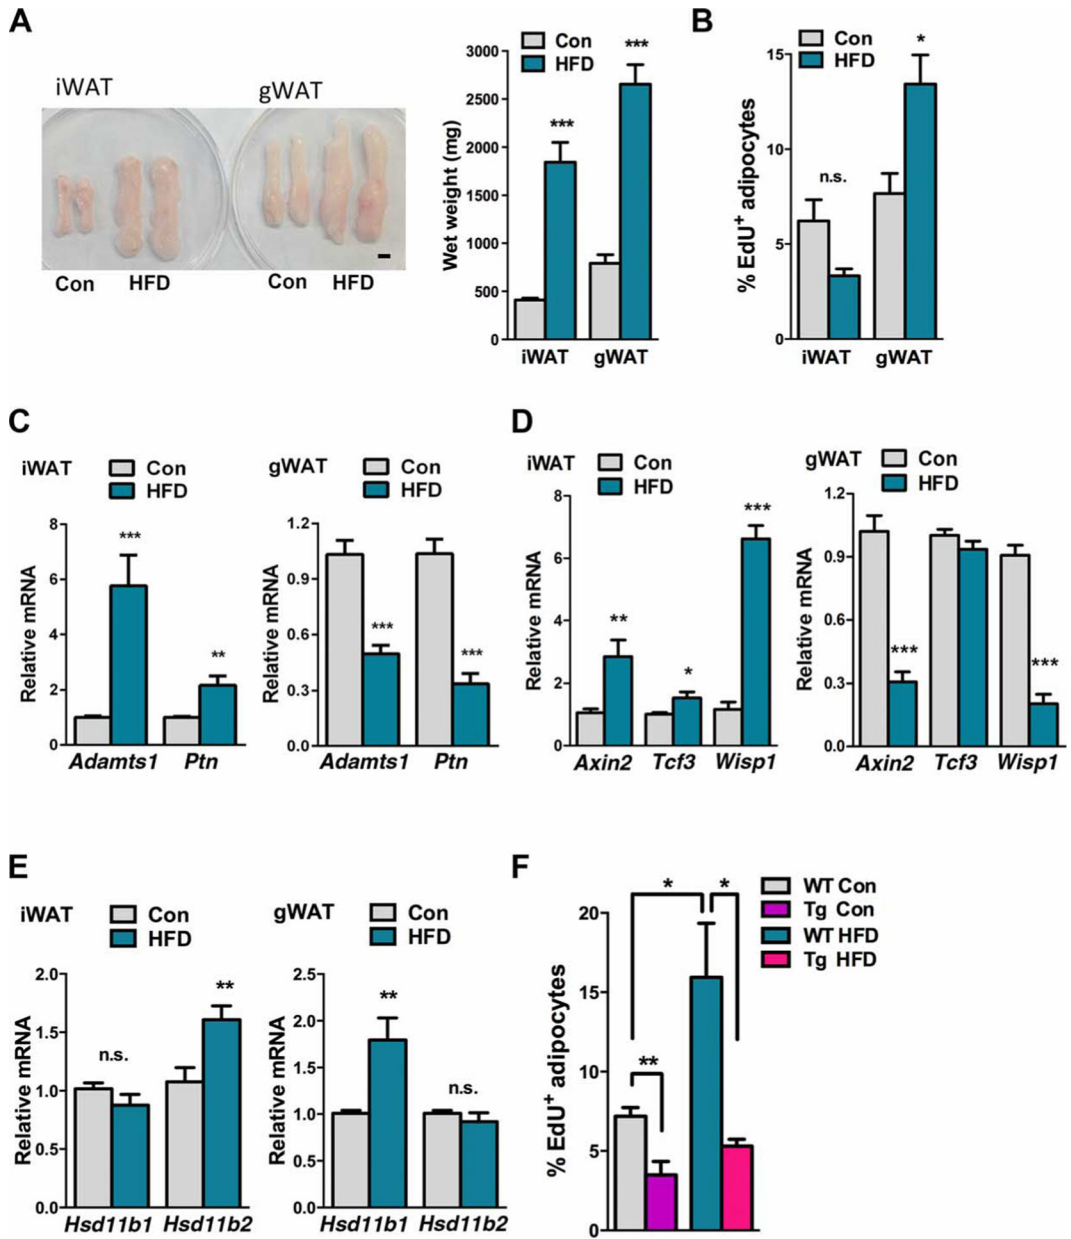 A
iWAT
gWAT
Con
HFD
Con
HFD
Con
HFD
Wet weight (mg)
3000
2500
2000
1500
1000
500
0
***
***
iWAT
gWAT
B
Con
HFD
% EdU+ adipocytes
15
10
5
0
n.s.
*
iWAT
gWAT
C
iWAT
Con
HFD
Relative mRNA
8
6
4
2
0
***
**
Adamts1
Ptn
gWAT
Con
HFD
Relative mRNA
1.2
0.9
0.6
0.3
0.0
***
***
Adamts1
Ptn
D
iWAT
Con
HFD
Relative mRNA
8
6
4
2
0
**
*
***
Axin2
Tcf3
Wisp1
gWAT
Con
HFD
Relative mRNA
1.2
0.9
0.6
0.3
0.0
***
***
Axin2
Tcf3
Wisp1
E
iWAT
Con
HFD
Relative mRNA
2.0
1.5
1.0
0.5
0.0
n.s.
**
Hsd11b1
Hsd11b2
gWAT
Con
HFD
Relative mRNA
2.5
2.0
1.5
1.0
0.5
0.0
**
n.s.
Hsd11b1
Hsd11b2
F
WT Con
Tg Con
WT HFD
Tg HFD
% EdU+ adipocytes
20
15
10
5
0
*
*
**